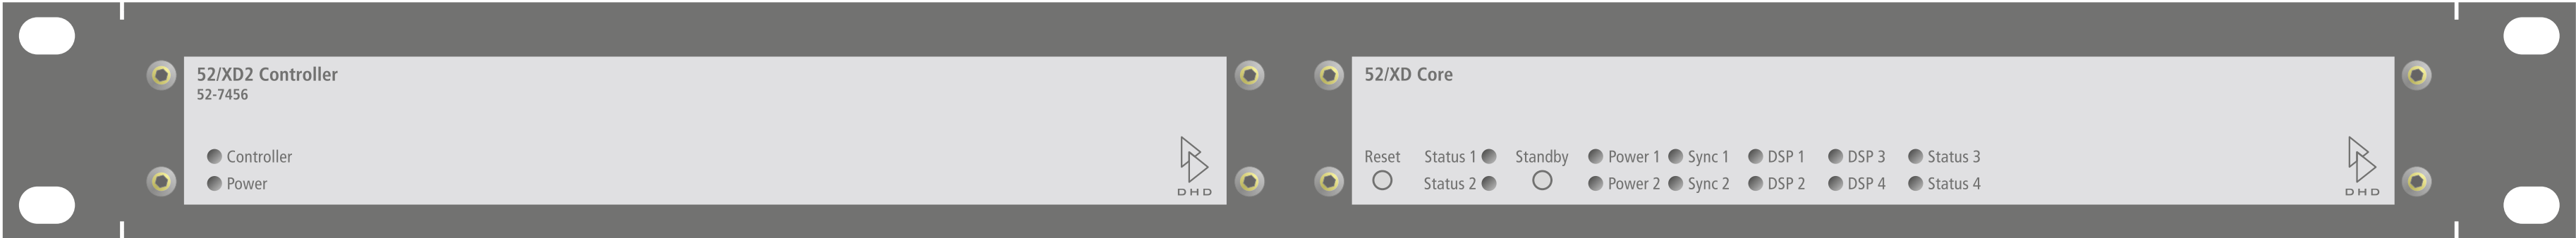 52/XD2 Controller
52-7456
Controller
Power
DHD
52/XD Core
Reset Status 1 Standby Power 1 Sync 1 DSP 1 DSP 3 Status 3
Status 2 Power 2 Sync 2 DSP 2 DSP 4 Status 4
DHD